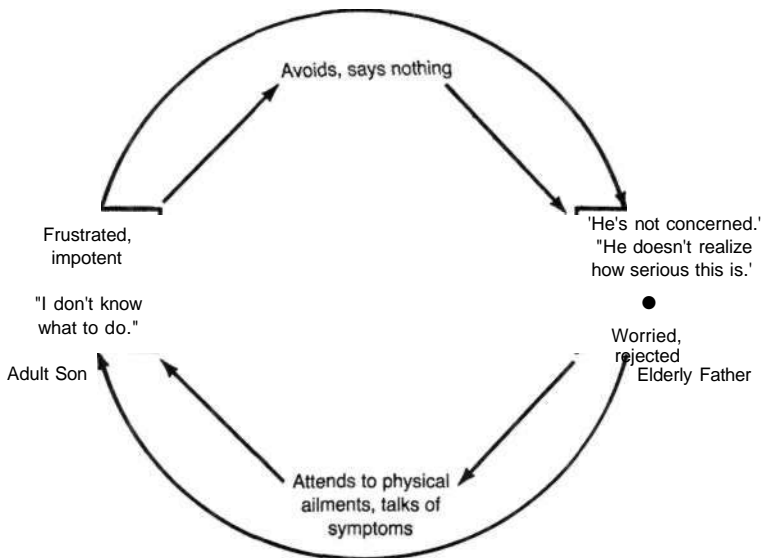 Avoids, says nothing
Frustrated,
impotent
"I don't know
what to do."
Adult Son
'He's not concerned.'
"He doesn't realize
how serious this is.'
Worried,
rejected
Elderly Father
Attends to physical
ailments, talks of
symptoms